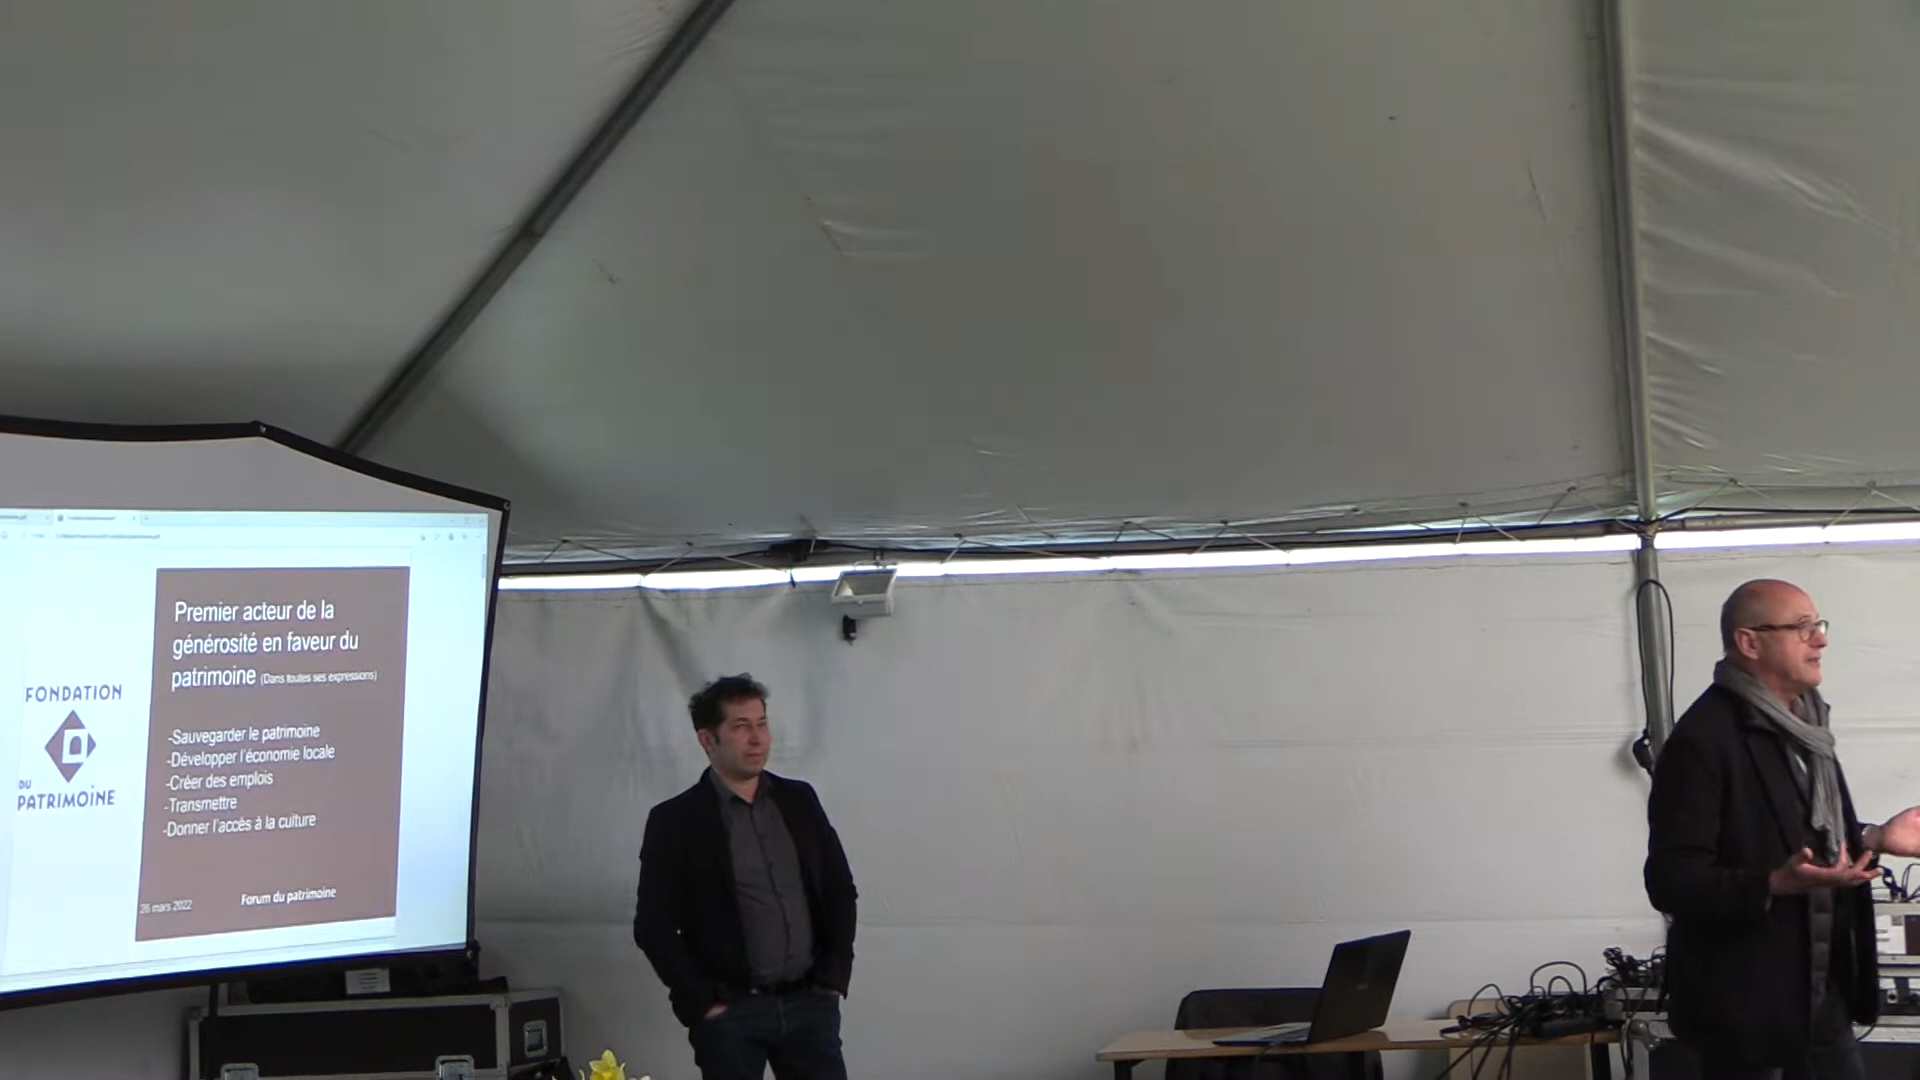 FONDATION
DU
PATRIMOINE
Premier acteur de la
générosité en faveur du
patrimoine (Dans toutes ses expressions)
-Sauvegarder le patrimoine
-Développer l'économie locale
-Créer des emplois
-Transmettre
-Donner l'accès à la culture
26 mars 2022
Forum du patrimoine